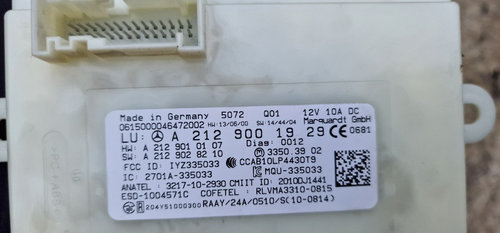 Made in Germany 5072 Q01 12V 10A DC
0615000046472002 HW:13/06/00 SW:14/44/04 Marquardt GmbH
LU: A 212 900 19 29 CE 0681
HW: A 212 901 01 07 Diag: 0012
SW: A 212 902 82 10 M 3350.3902
FCC ID: IYZ335033 CCAB10LP4430T9
IC: 2701A-335033 MQU-335033
ANATEL: 3217-10-2930 CMIIT ID: 2010DJ1441
ESD-1004571C COFETEL: RLVMA3310-0815
R 204Y51000300 RAAY/24A/0510/S(10-0814)